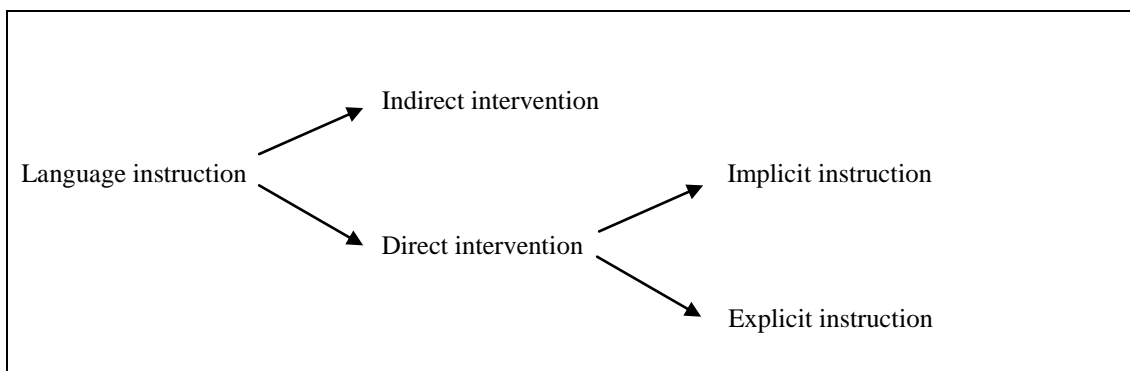 Indirect intervention
Language instruction
Implicit instruction
Direct intervention
Explicit instruction